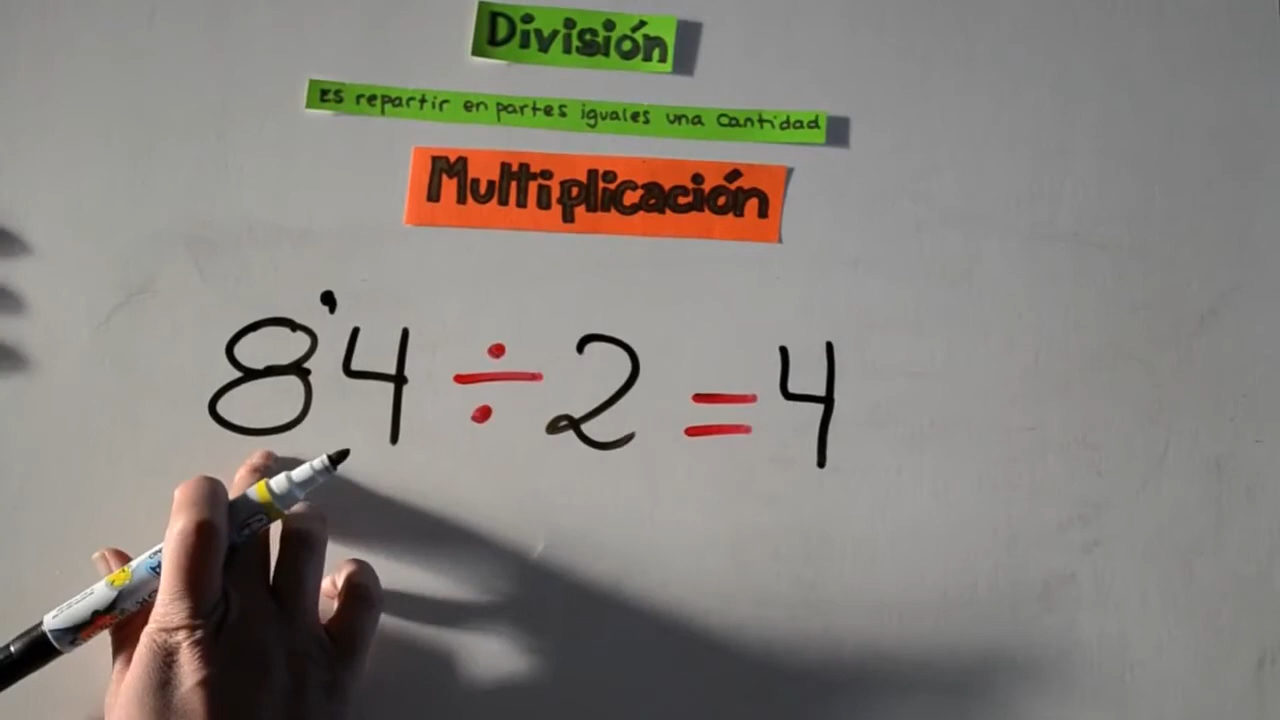 División
Es repartir en partes iguales una cantidad
Multiplicación
8'4 ÷ 2 = 4